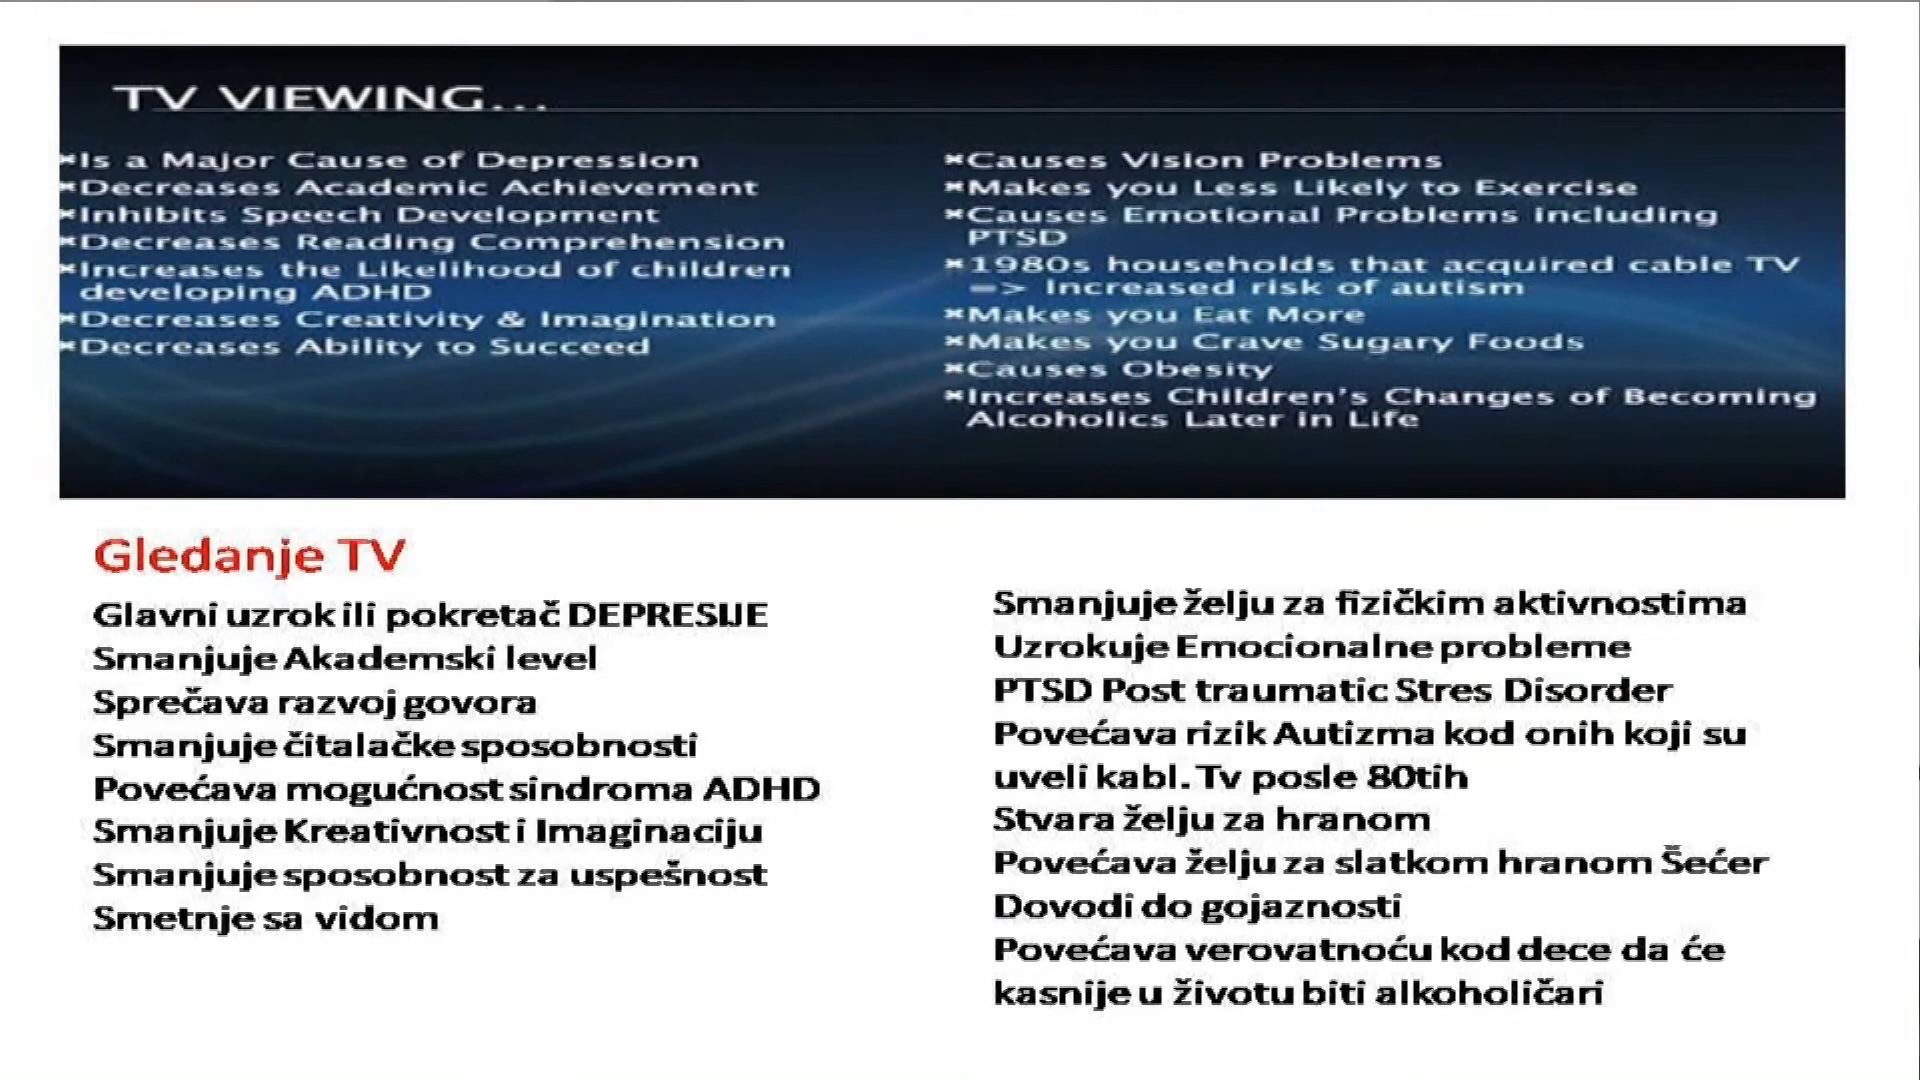 TV VIEWING...
×Is a Major Cause of Depression
×Decreases Academic Achievement
×Inhibits Speech Development
×Decreases Reading Comprehension
×Increases the Likelihood of children
developing ADHD
×Decreases Creativity & Imagination
×Decreases Ability to Succeed
×Causes Vision Problems
×Makes you Less Likely to Exercise
×Causes Emotional Problems including
PTSD
×1980s households that acquired cable TV
=> Increased risk of autism
×Makes you Eat More
×Makes you Crave Sugary Foods
×Causes Obesity
×Increases Children's Changes of Becoming
Alcoholics Later in Life
Gledanje TV
Glavni uzrok ili pokretač DEPRESIJE
Smanjuje Akademski level
Sprečava razvoj govora
Smanjuje čitalačke sposobnosti
Povećava mogućnost sindroma ADHD
Smanjuje Kreativnost i Imaginaciju
Smanjuje sposobnost za uspešnost
Smetnje sa vidom
Smanjuje želju za fizičkim aktivnostima
Uzrokuje Emocionalne probleme
PTSD Post traumatic Stres Disorder
Povećava rizik Autizma kod onih koji su
uveli kabl. Tv posle 80tih
Stvara želju za hranom
Povećava želju za slatkom hranom Šećer
Dovodi do gojaznosti
Povećava verovatnoću kod dece da će
kasnije u životu biti alkoholičari